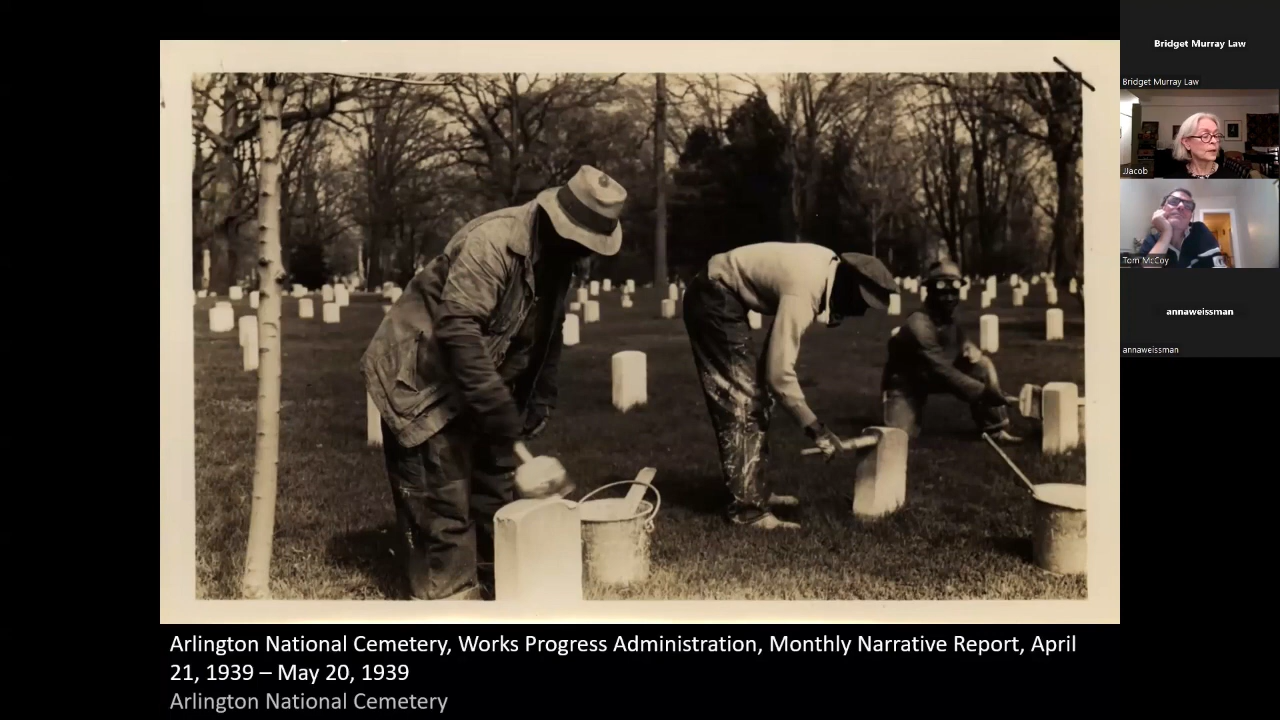 Bridget Murray Law
Bridget Murray Law
JJacob
Tom McCoy
annaweissman
annaweissman
Arlington National Cemetery, Works Progress Administration, Monthly Narrative Report, April
21, 1939 – May 20, 1939
Arlington National Cemetery